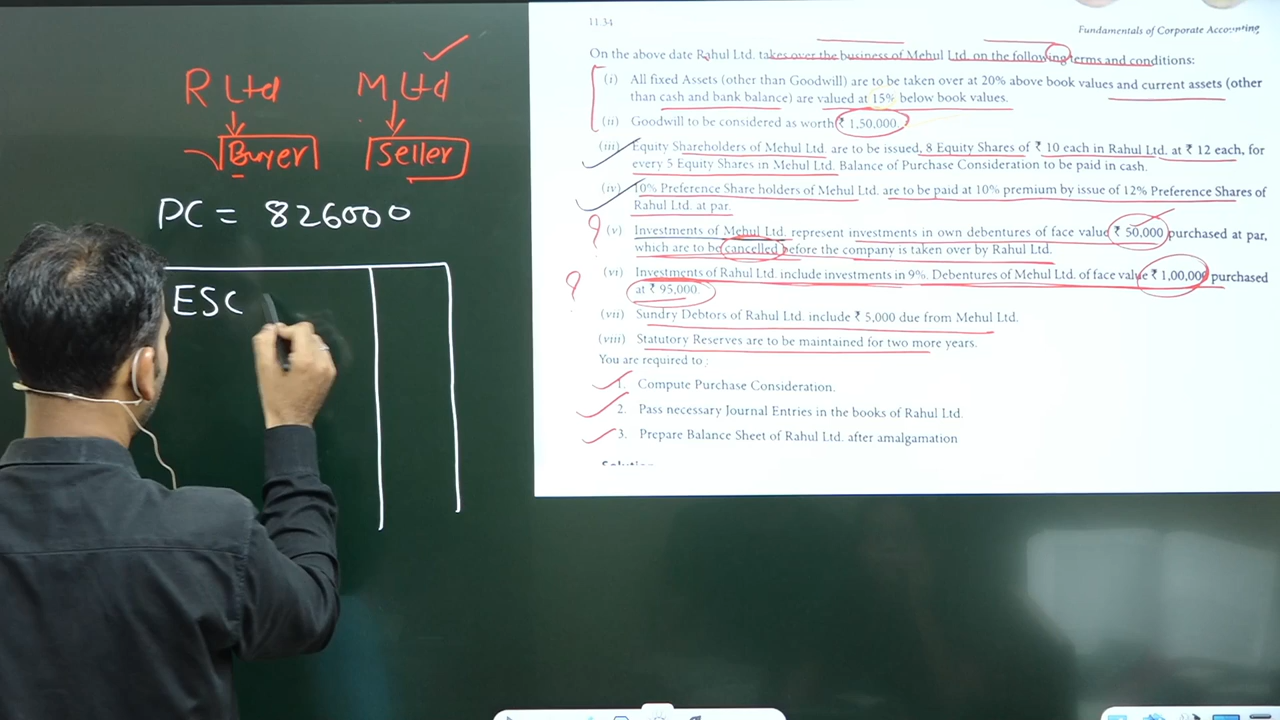 R Ltd M Ltd
Buyer Seller
PC = 826000
ESC
11.34
Fundamentals of Corporate Accounting
On the above date Rahul Ltd. takes over the business of Mehul Ltd. on the following terms and conditions:
(i) All fixed Assets (other than Goodwill) are to be taken over at 20% above book values and current assets (other
than cash and bank balance) are valued at 15% below book values.
(ii) Goodwill to be considered as worth ₹ 1,50,000.
(iii) Equity Shareholders of Mehul Ltd. are to be issued, 8 Equity Shares of ₹ 10 each in Rahul Ltd. at ₹ 12 each, for
every 5 Equity Shares in Mehul Ltd. Balance of Purchase Consideration to be paid in cash.
(iv) 10% Preference Share holders of Mehul Ltd. are to be paid at 10% premium by issue of 12% Preference Shares of
Rahul Ltd. at par.
? (v) Investments of Mehul Ltd. represent investments in own debentures of face value ₹ 50,000 purchased at par,
which are to be cancelled before the company is taken over by Rahul Ltd.
? (vi) Investments of Rahul Ltd. include investments in 9%. Debentures of Mehul Ltd. of face value ₹ 1,00,000 purchased
at ₹ 95,000
(vii) Sundry Debtors of Rahul Ltd. include ₹ 5,000 due from Mehul Ltd.
(viii) Statutory Reserves are to be maintained for two more years.
You are required to :
1. Compute Purchase Consideration.
2. Pass necessary Journal Entries in the books of Rahul Ltd.
3. Prepare Balance Sheet of Rahul Ltd. after amalgamation